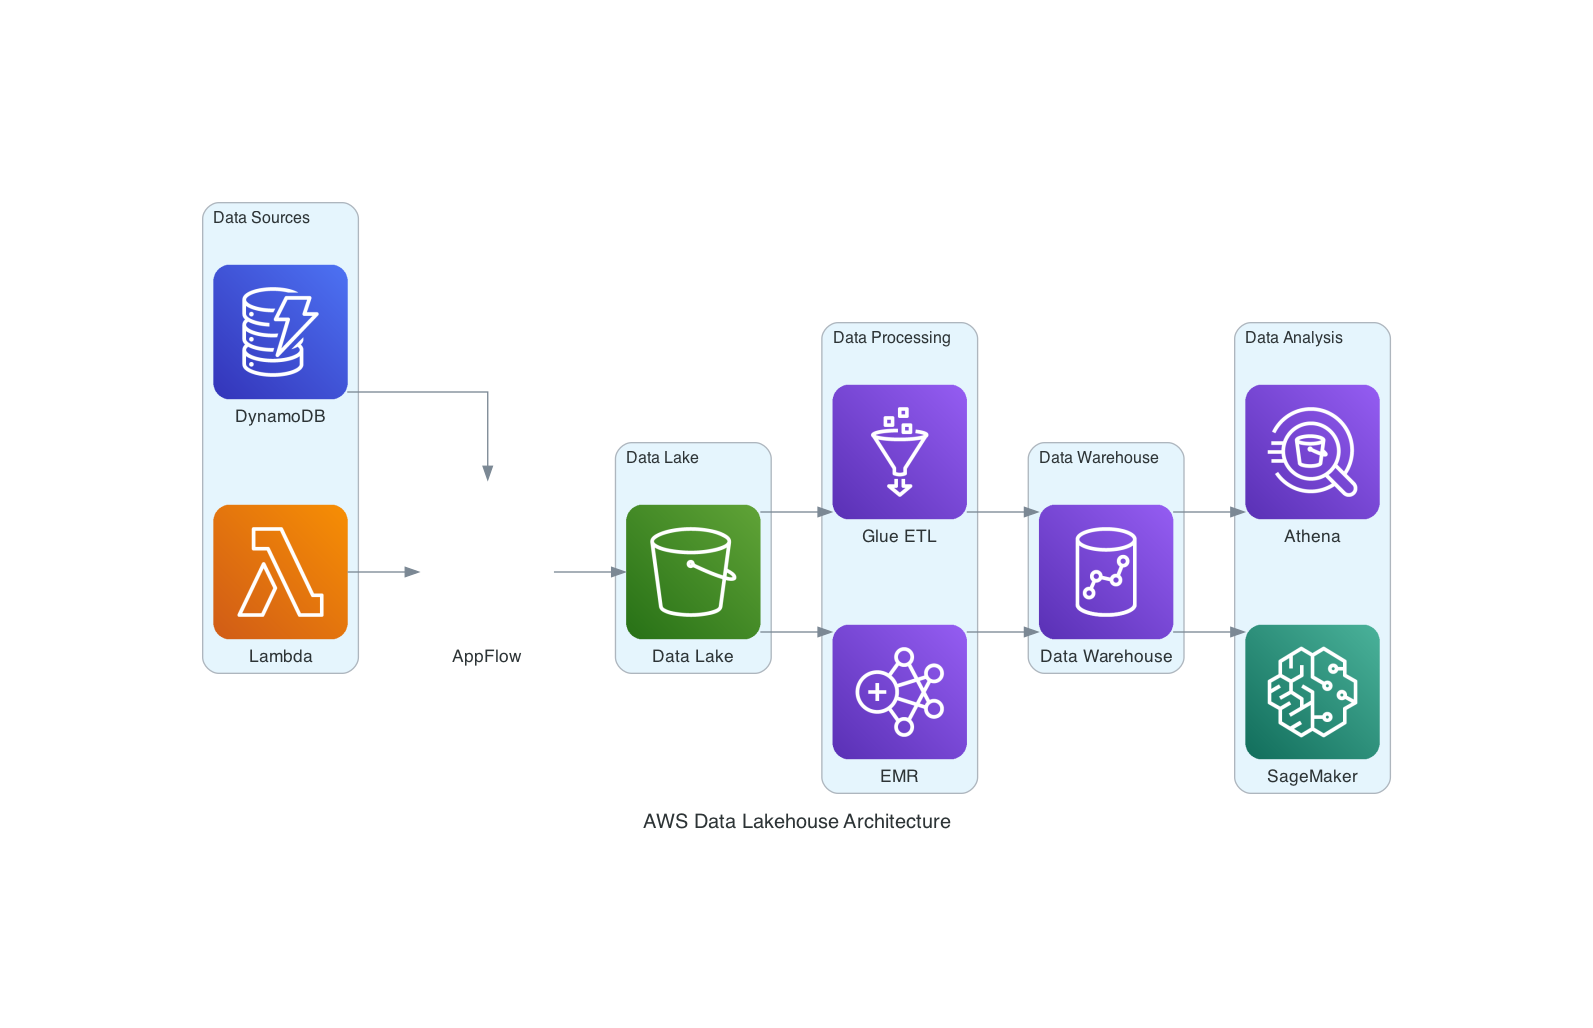 Data Sources
DynamoDB
Lambda
AppFlow
Data Lake
Data Lake
Data Processing
Glue ETL
EMR
Data Warehouse
Data Warehouse
Data Analysis
Athena
SageMaker
AWS Data Lakehouse Architecture